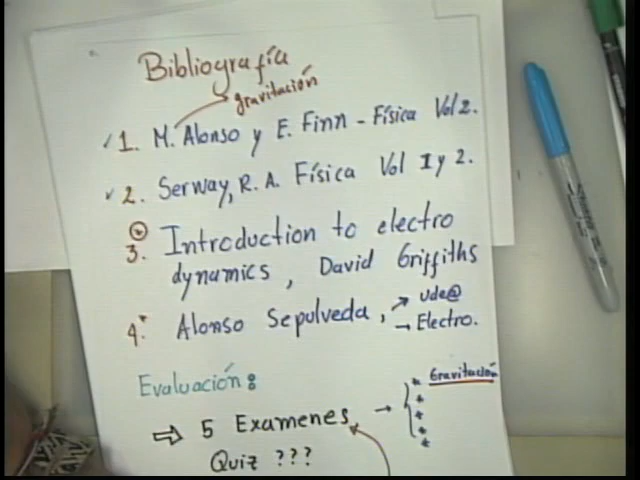 Bibliografía
gravitación
1. M. Alonso y E. Finn - Física Vol 2.
2. Serway, R. A. Física Vol I y 2.
3. Introduction to electro
dynamics, David Griffiths
4.* Alonso Sepulveda, → Ude@
→ Electro.
Evaluación:
Gravitación
⇒ 5 Examenes →
Quiz ???